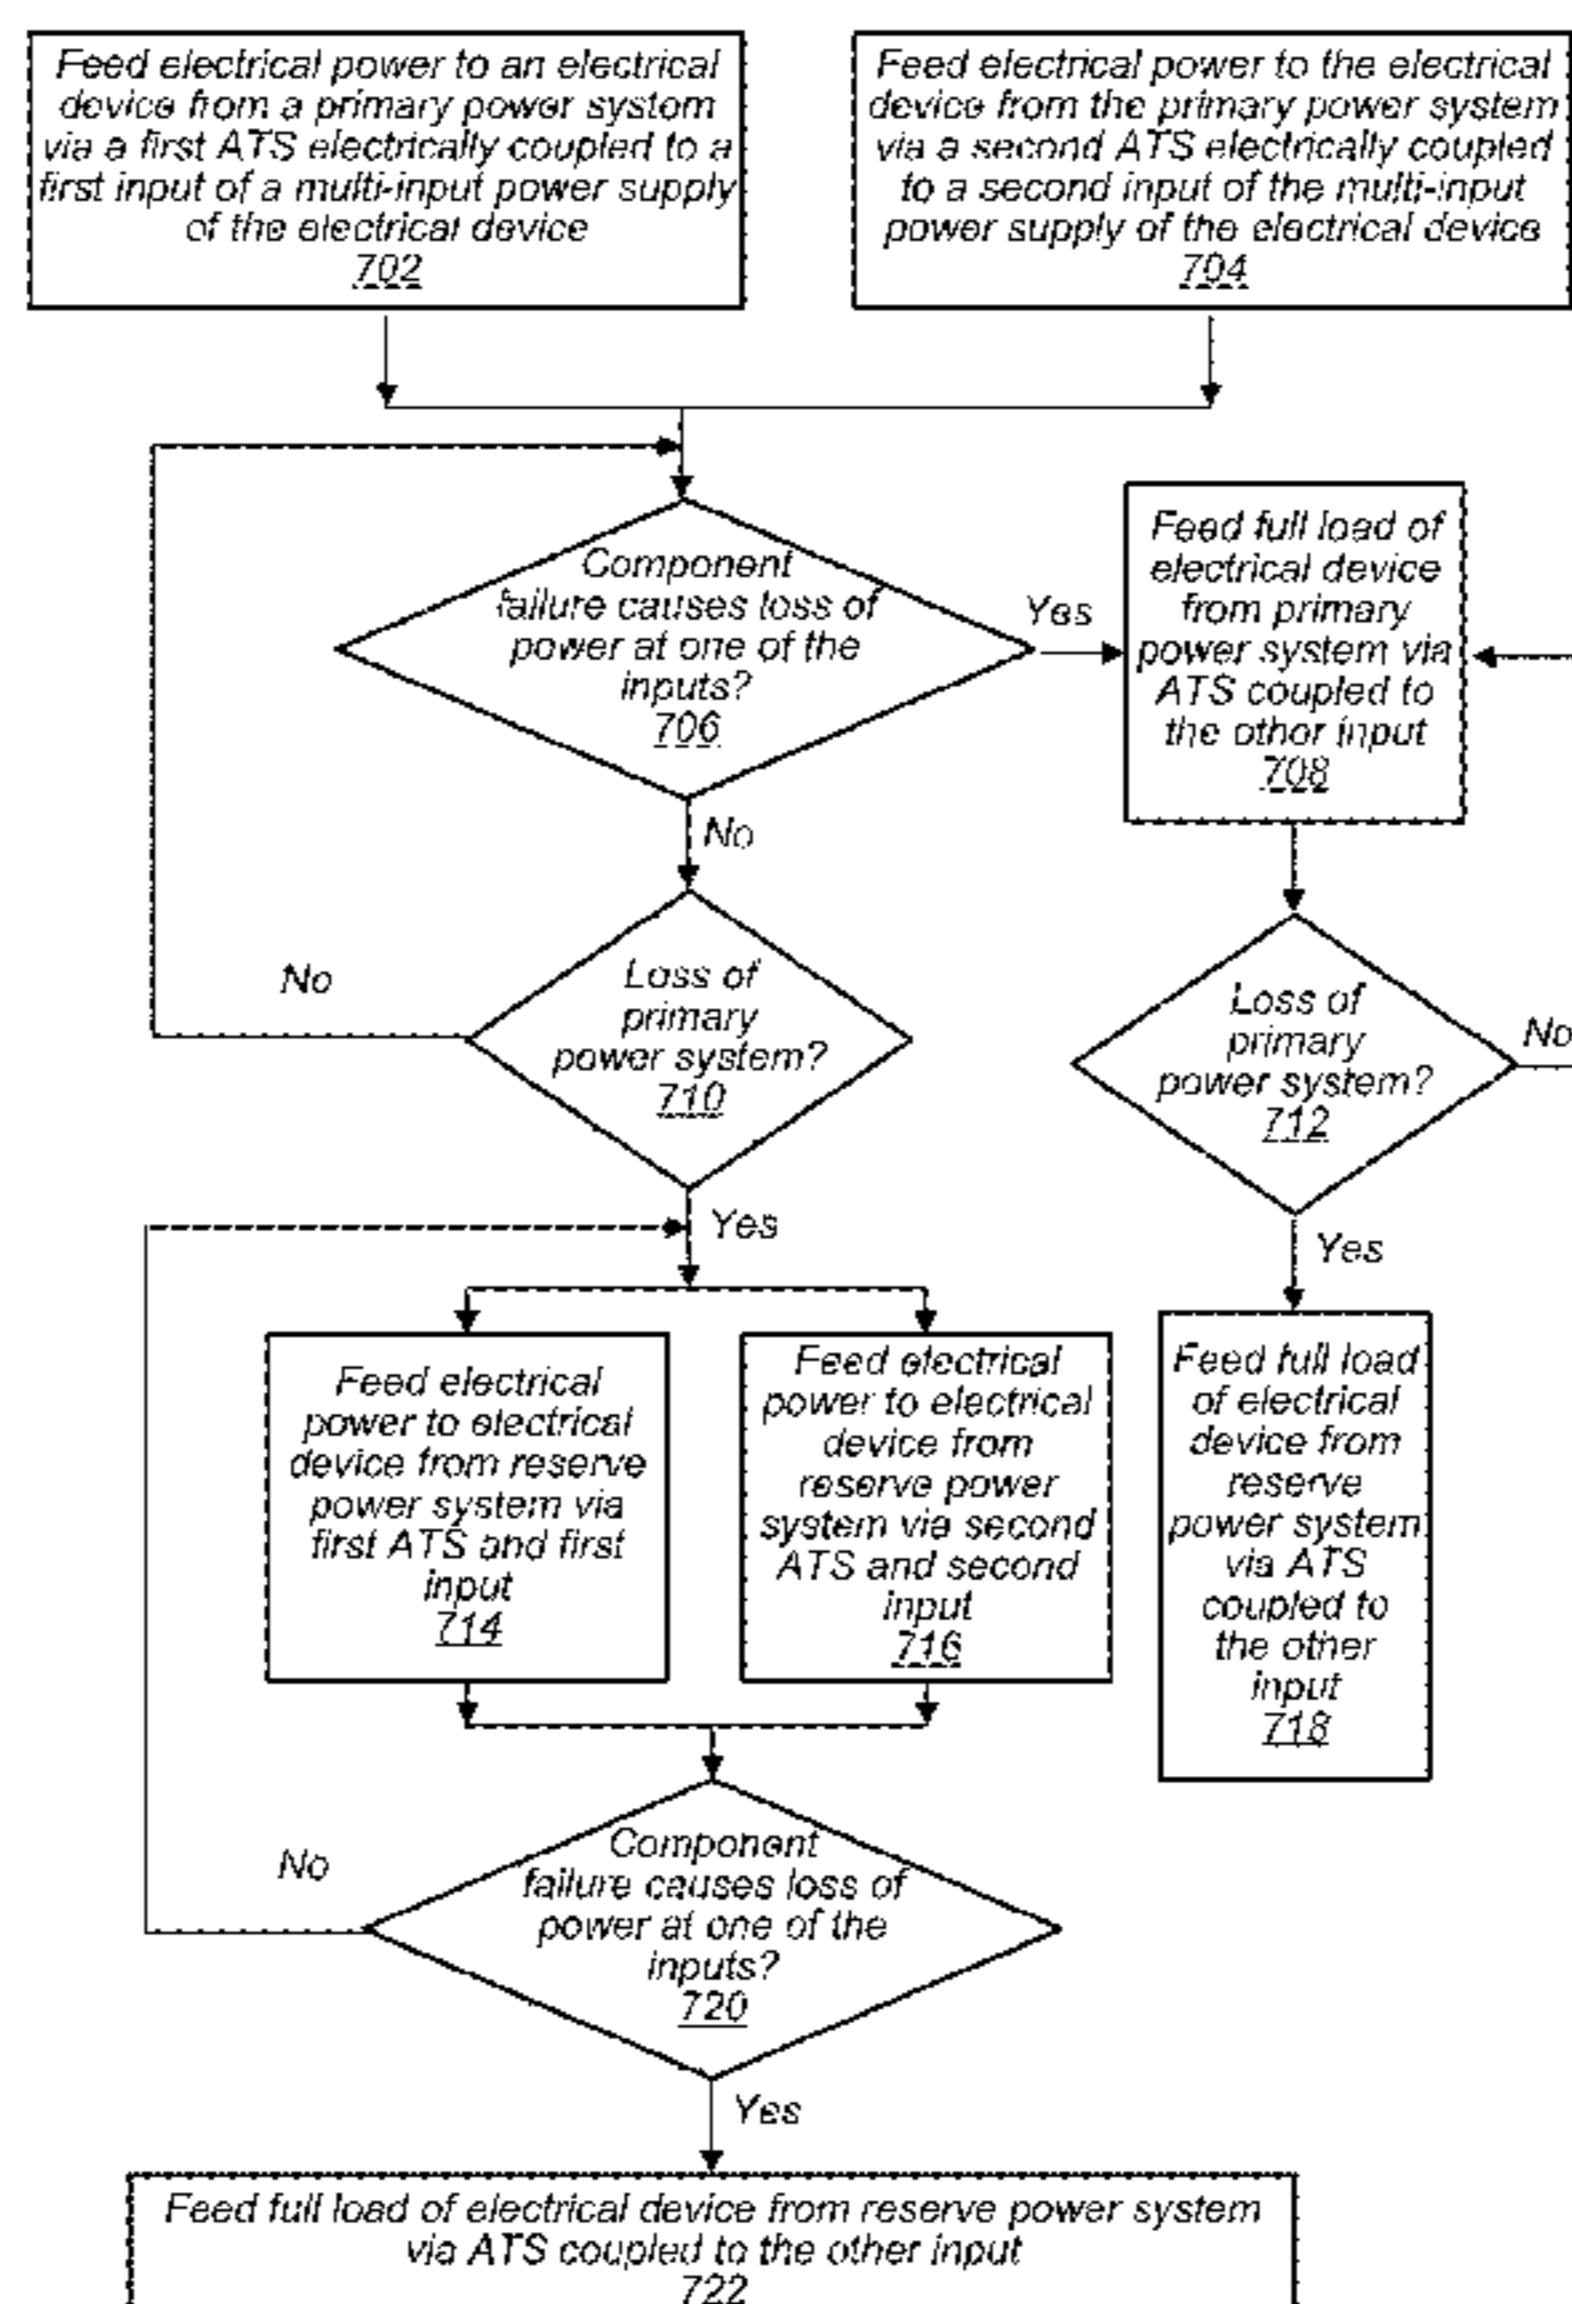 Feed electrical power to an electrical
device from a primary power system
via a first ATS electrically coupled to a
first input of a multi-input power supply
of the electrical device
702
Feed electrical power to the electrical
device from the primary power system
via a second ATS electrically coupled
to a second input of the multi-input
power supply of the electrical device
704
Component
failure causes loss of
power at one of the
inputs?
706
Yes
Feed full load of
electrical device
from primary
power system via
ATS coupled to
the other input
708
No
Loss of
primary
power system?
710
No
Loss of
primary
power system?
712
No
Yes
Yes
Feed electrical
power to electrical
device from reserve
power system via
first ATS and first
input
714
Feed electrical
power to electrical
device from
reserve power
system via second
ATS and second
input
716
Feed full load
of electrical
device from
reserve
power system
via ATS
coupled to
the other
input
718
Component
failure causes loss of
power at one of the
inputs?
720
No
Yes
Feed full load of electrical device from reserve power system
via ATS coupled to the other input
722